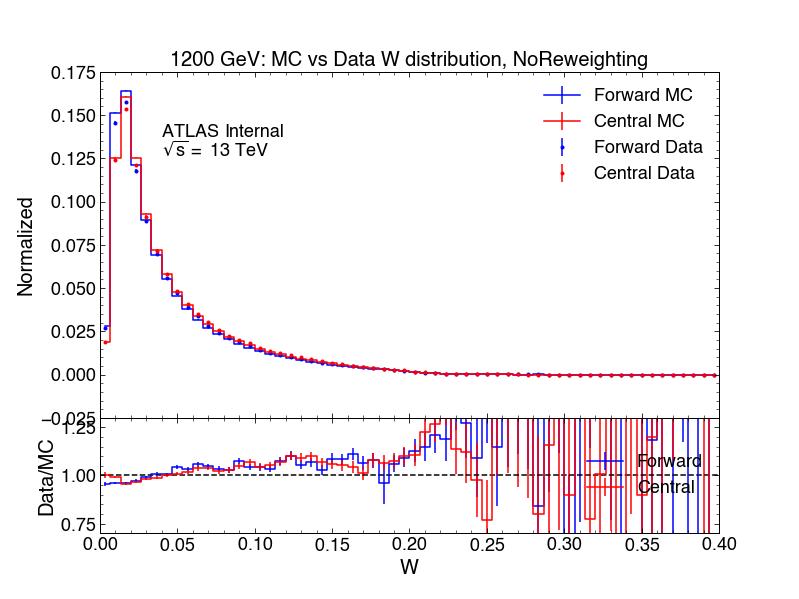 1200 GeV: MC vs Data W distribution, NoReweighting
0.175
0.150
0.125
0.100
0.075
0.050
0.025
0.000
−0.025
Normalized
ATLAS Internal
√s = 13 TeV
Forward MC
Central MC
Forward Data
Central Data
1.25
1.00
0.75
Data/MC
Forward
Central
0.00 0.05 0.10 0.15 0.20 0.25 0.30 0.35 0.40
W